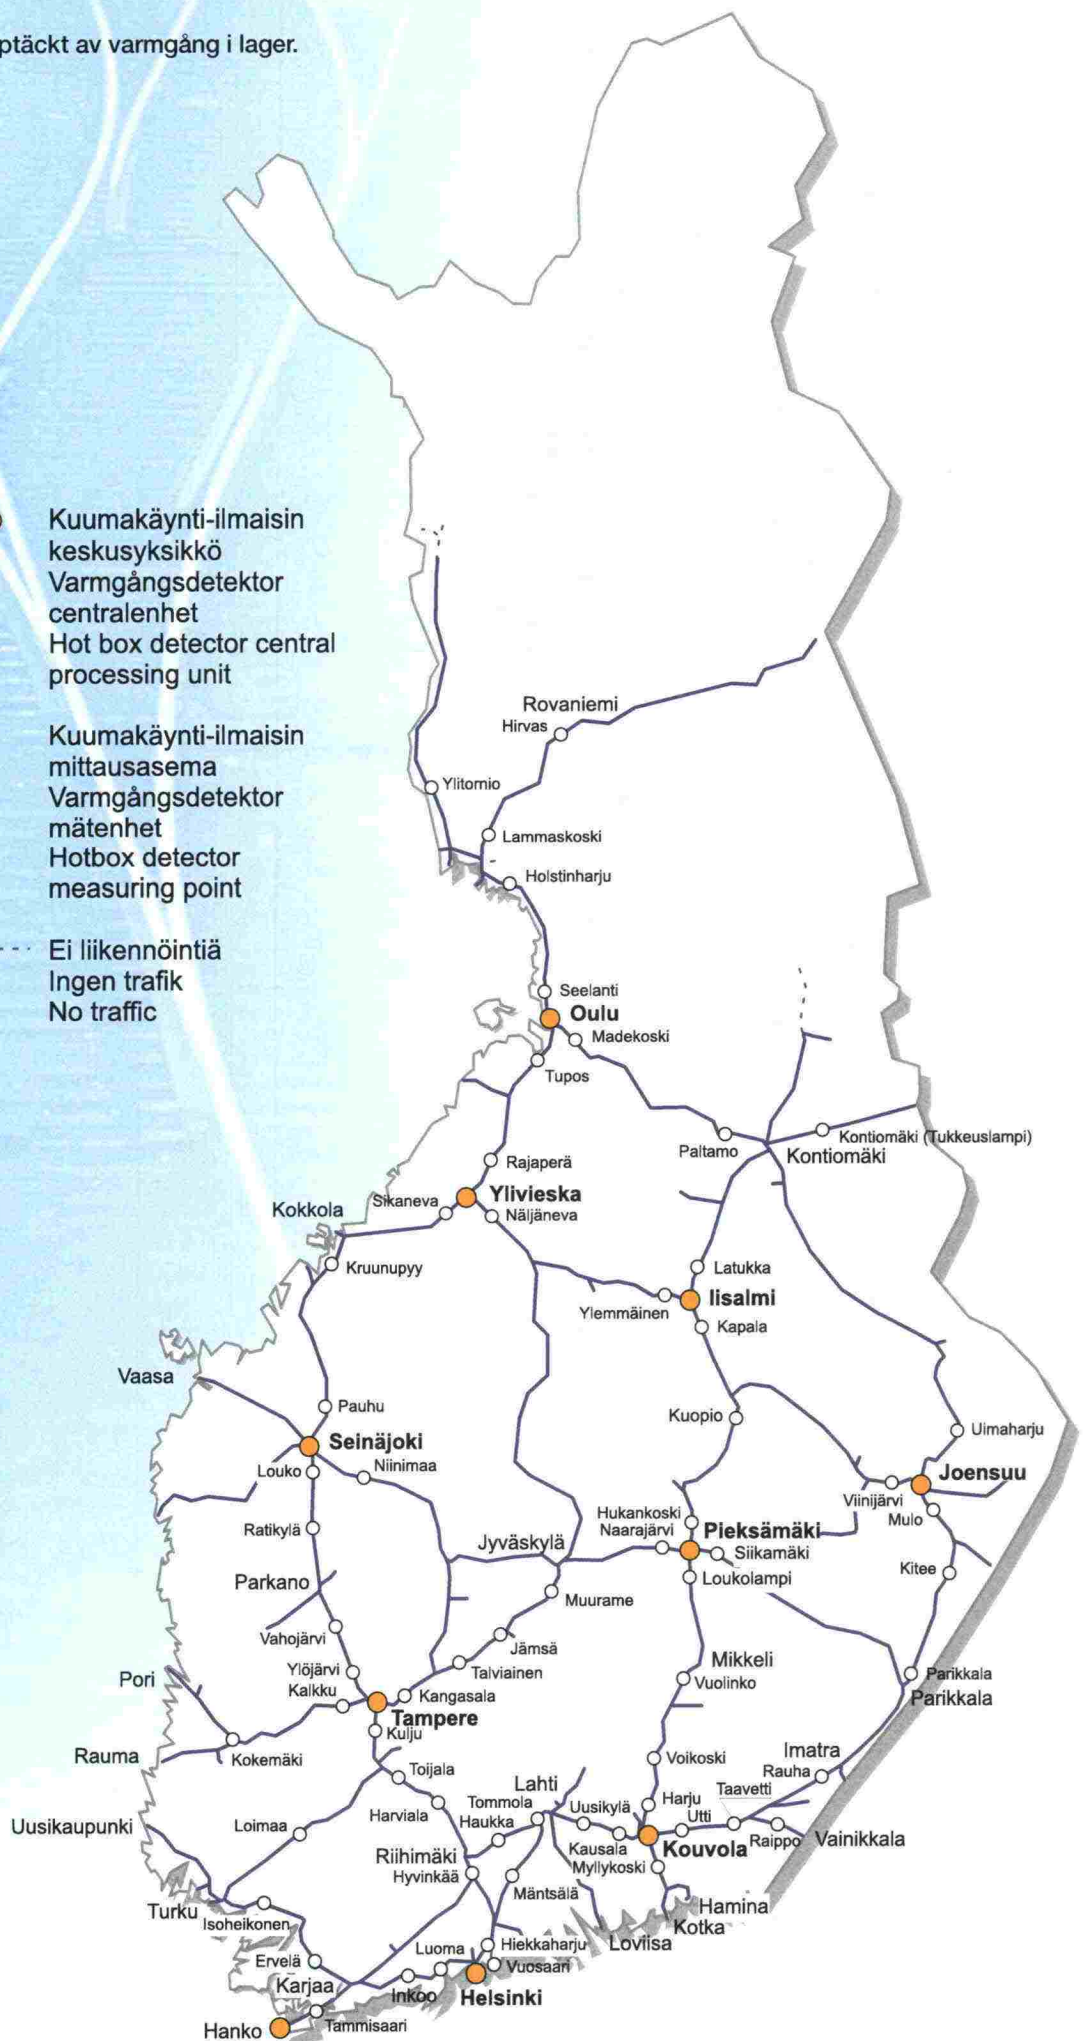 ptäckt av varmgång i lager.
Kuumakäynti-ilmaisin
keskusyksikkö
Varmgångsdetektor
centralenhet
Hot box detector central
processing unit
Kuumakäynti-ilmaisin
mittausasema
Varmgångsdetektor
mätenhet
Hotbox detector
measuring point
Ei liikennöintiä
Ingen trafik
No traffic
Rovaniemi
Hirvas
Ylitornio
Lammaskoski
Holstinharju
Seelanti
Oulu
Madekoski
Tupos
Paltamo
Kontiomäki (Tukkeuslampi)
Kontiomäki
Rajaperä
Sikaneva
Ylivieska
Näljäneva
Kokkola
Kruunupyy
Latukka
Ylemmäinen
Iisalmi
Kapala
Vaasa
Pauhu
Kuopio
Uimaharju
Seinäjoki
Louko
Niinimaa
Joensuu
Viinijärvi
Mulo
Hukankoski
Naarajärvi
Pieksämäki
Siikamäki
Ratikylä
Jyväskylä
Kitee
Loukolampi
Parkano
Muurame
Vahojärvi
Jämsä
Mikkeli
Vuolinko
Ylöjärvi
Talviainen
Parikkala
Parikkala
Pori
Kalkku
Kangasala
Tampere
Kulju
Rauma
Kokemäki
Voikoski
Imatra
Rauha
Toijala
Lahti
Taavetti
Tommola
Uusikylä
Harju
Utti
Harviala
Haukka
Uusikaupunki
Loimaa
Kausala
Kouvola
Raippo
Vainikkala
Riihimäki
Myllykoski
Hyvinkää
Mäntsälä
Hamina
Turku
Isoheikonen
Kotka
Loviisa
Luoma
Hiekkaharju
Ervelä
Vuosaari
Karjaa
Inkoo
Helsinki
Hanko
Tammisaari